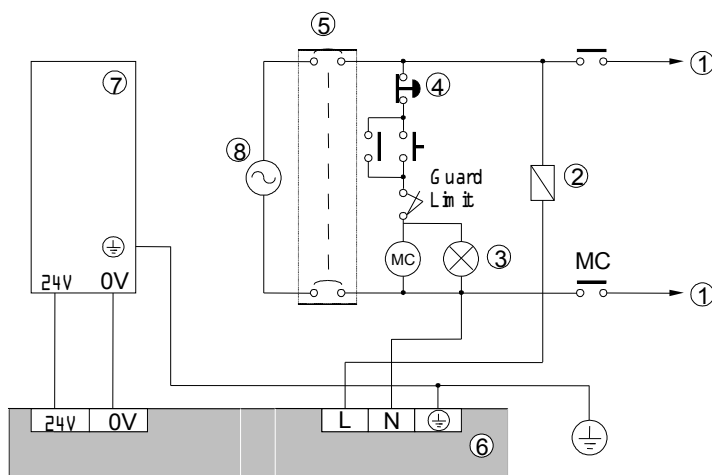 ⑤
⑦
①
④
⑧
Guard
Limit
②
MC
③
MC
24V 0V
①
24V 0V
L N
⑥